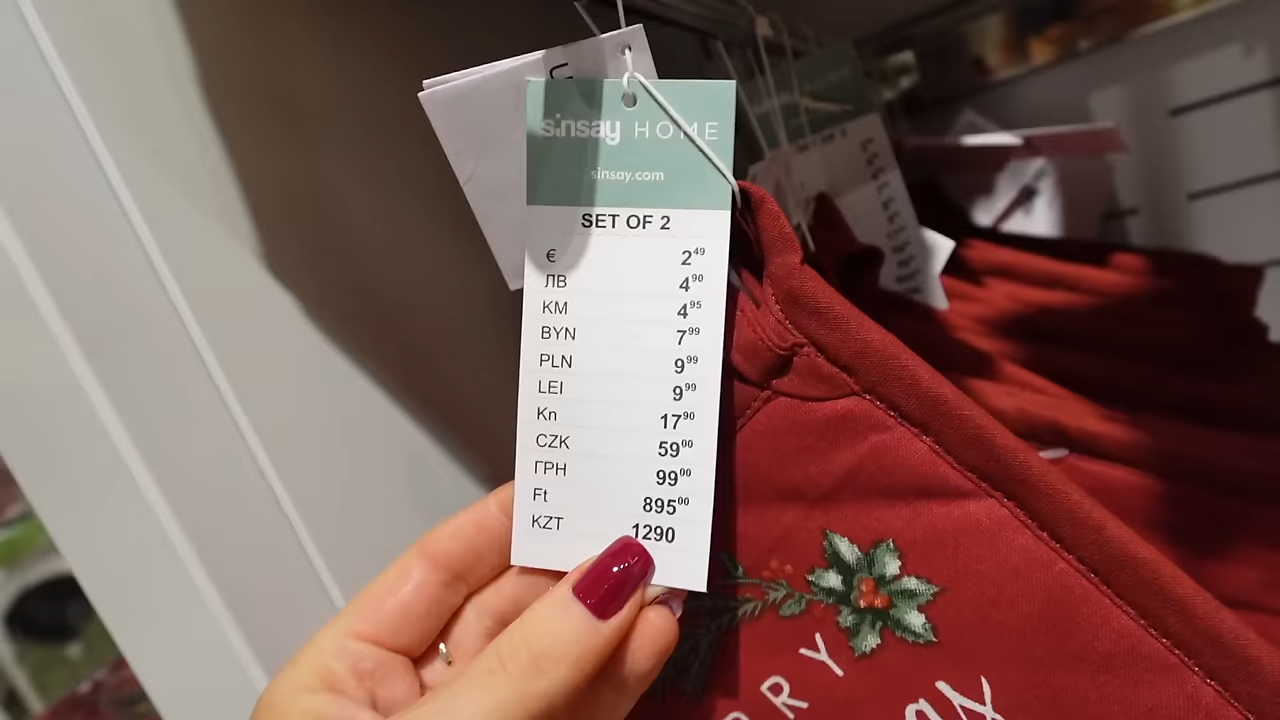 sinsay HOME
sinsay.com
SET OF 2
€ 2⁴⁹
ЛВ 4⁹⁰
KM 4⁹⁵
BYN 7⁹⁹
PLN 9⁹⁹
LEI 9⁹⁹
Kn 17⁹⁰
CZK 59⁰⁰
ГРН 99⁰⁰
Ft 895⁰⁰
KZT 1290